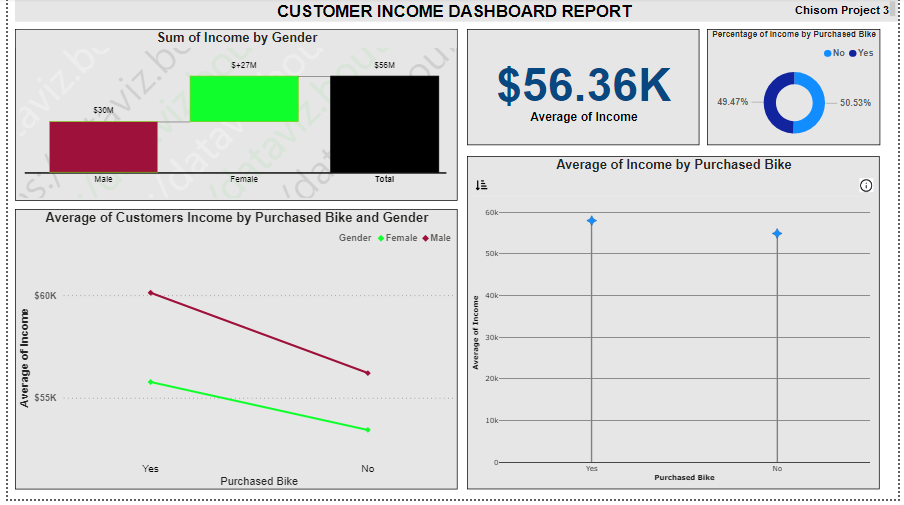 CUSTOMER INCOME DASHBOARD REPORT
Chisom Project 3
Sum of Income by Gender
$30M
$+27M
$56M
Male
Female
Total
$56.36K
Average of Income
Percentage of Income by Purchased Bike
No Yes
49.47%
50.53%
Average of Customers Income by Purchased Bike and Gender
Gender Female Male
$60K
$55K
Average of Income
Yes
No
Purchased Bike
Average of Income by Purchased Bike
60k
50k
40k
30k
20k
10k
0
Average of Income
Yes
No
Purchased Bike